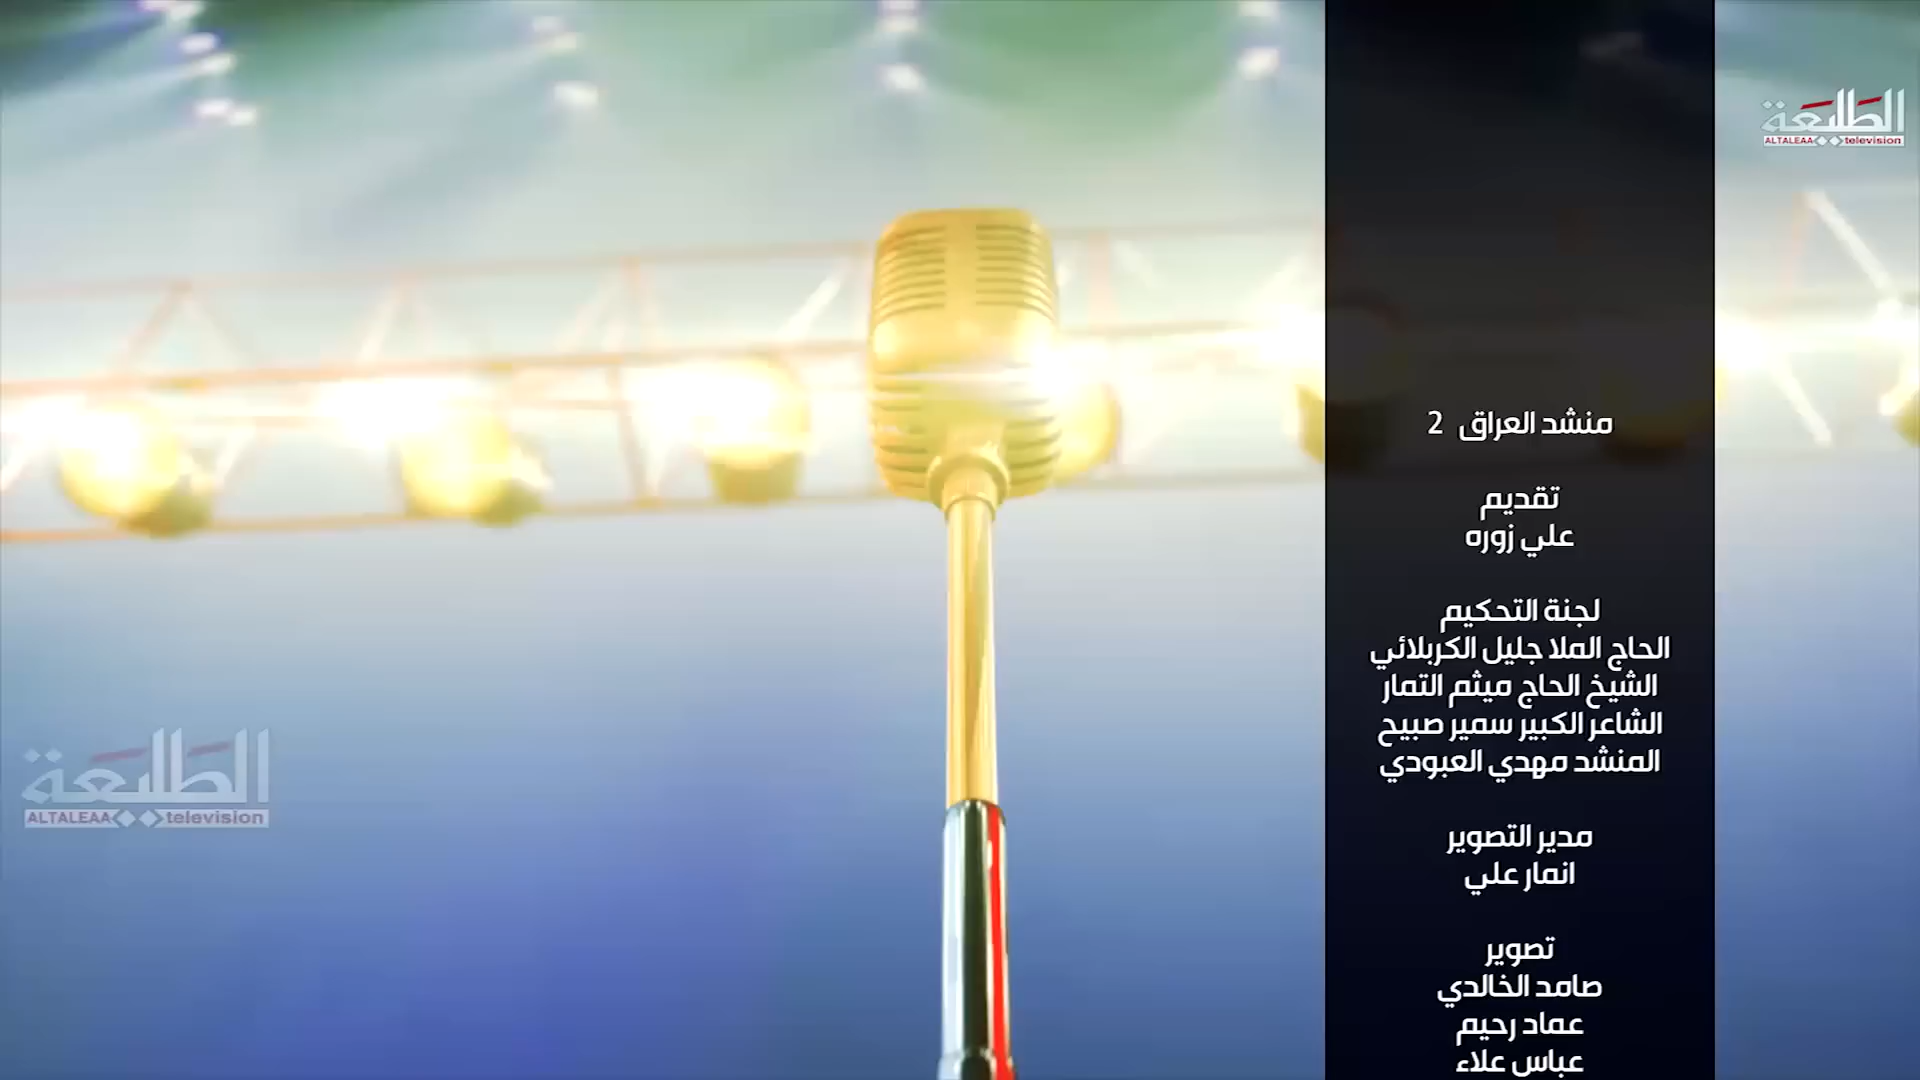 الطليعة
ALTALEAA television
منشد العراق 2
تقديم
علي زوره
لجنة التحكيم
الحاج الملا جليل الكربلائي
الشيخ الحاج ميثم التمار
الشاعر الكبير سمير صبيح
المنشد مهدي العبودي
مدير التصوير
انمار علي
تصوير
صامد الخالدي
عماد رحيم
عباس علاء
الطليعة
ALTALEAA television